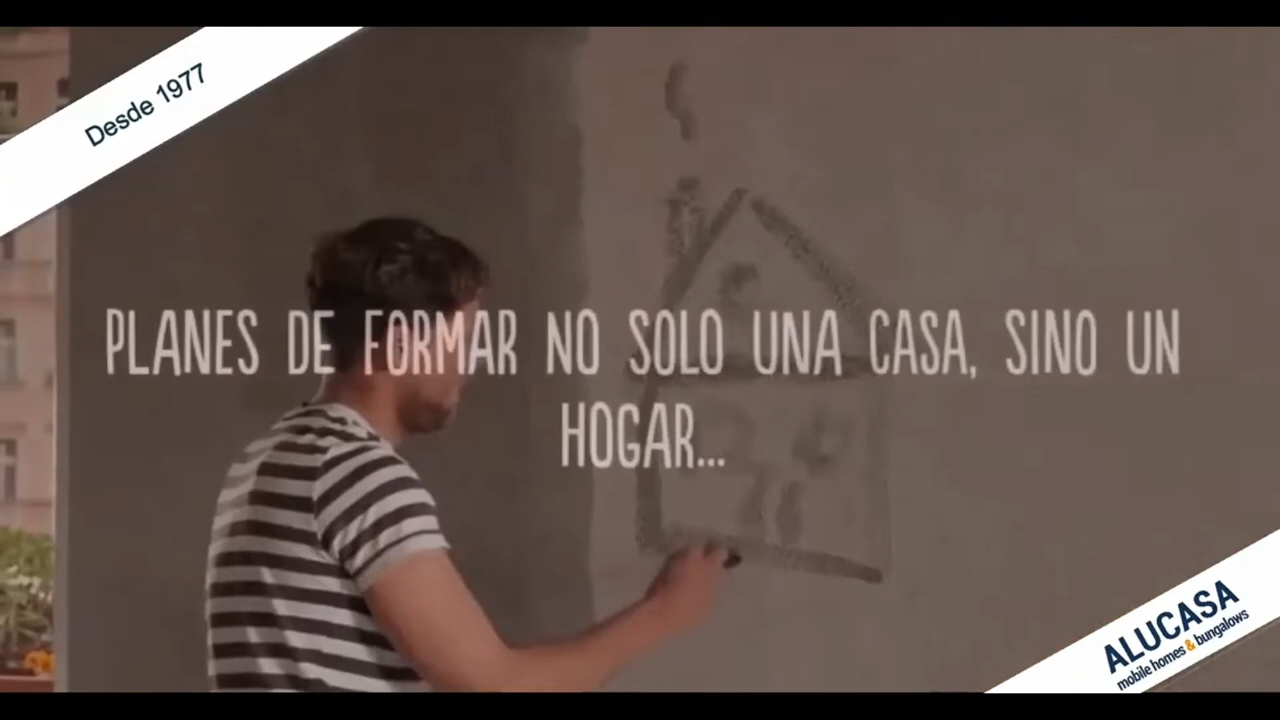 Desde 1977
PLANES DE FORMAR NO SOLO UNA CASA, SINO UN
HOGAR...
ALUCASA
mobile homes & bungalows